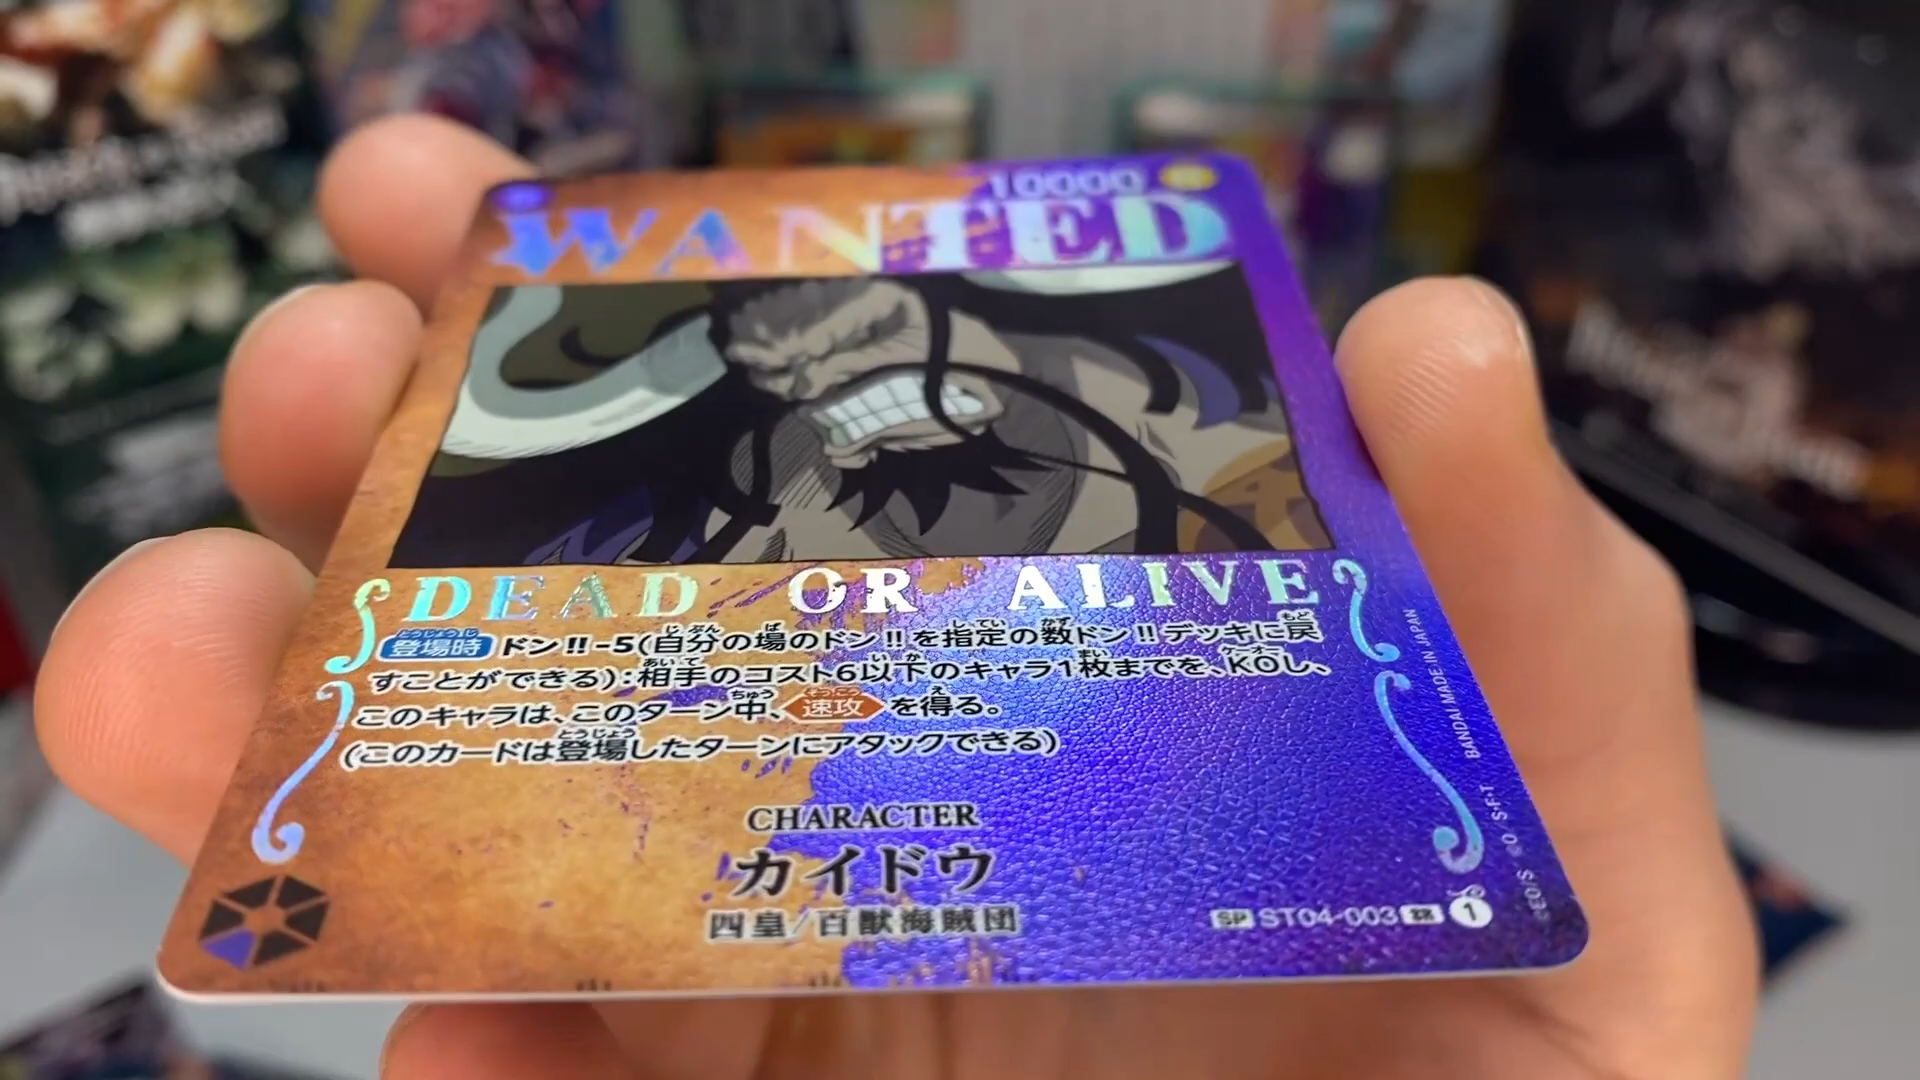 10000
WANTED
DEAD OR ALIVE
登場時 ドン!!-5(自分の場のドン!!を指定の数ドン!!デッキに戻
すことができる):相手のコスト6以下のキャラ1枚までを、KOし、
このキャラは、このターン中、速攻を得る。
(このカードは登場したターンにアタックできる)
CHARACTER
カイドウ
四皇/百獣海賊団
SP ST04-003 SR 1
BANDAI MADE IN JAPAN